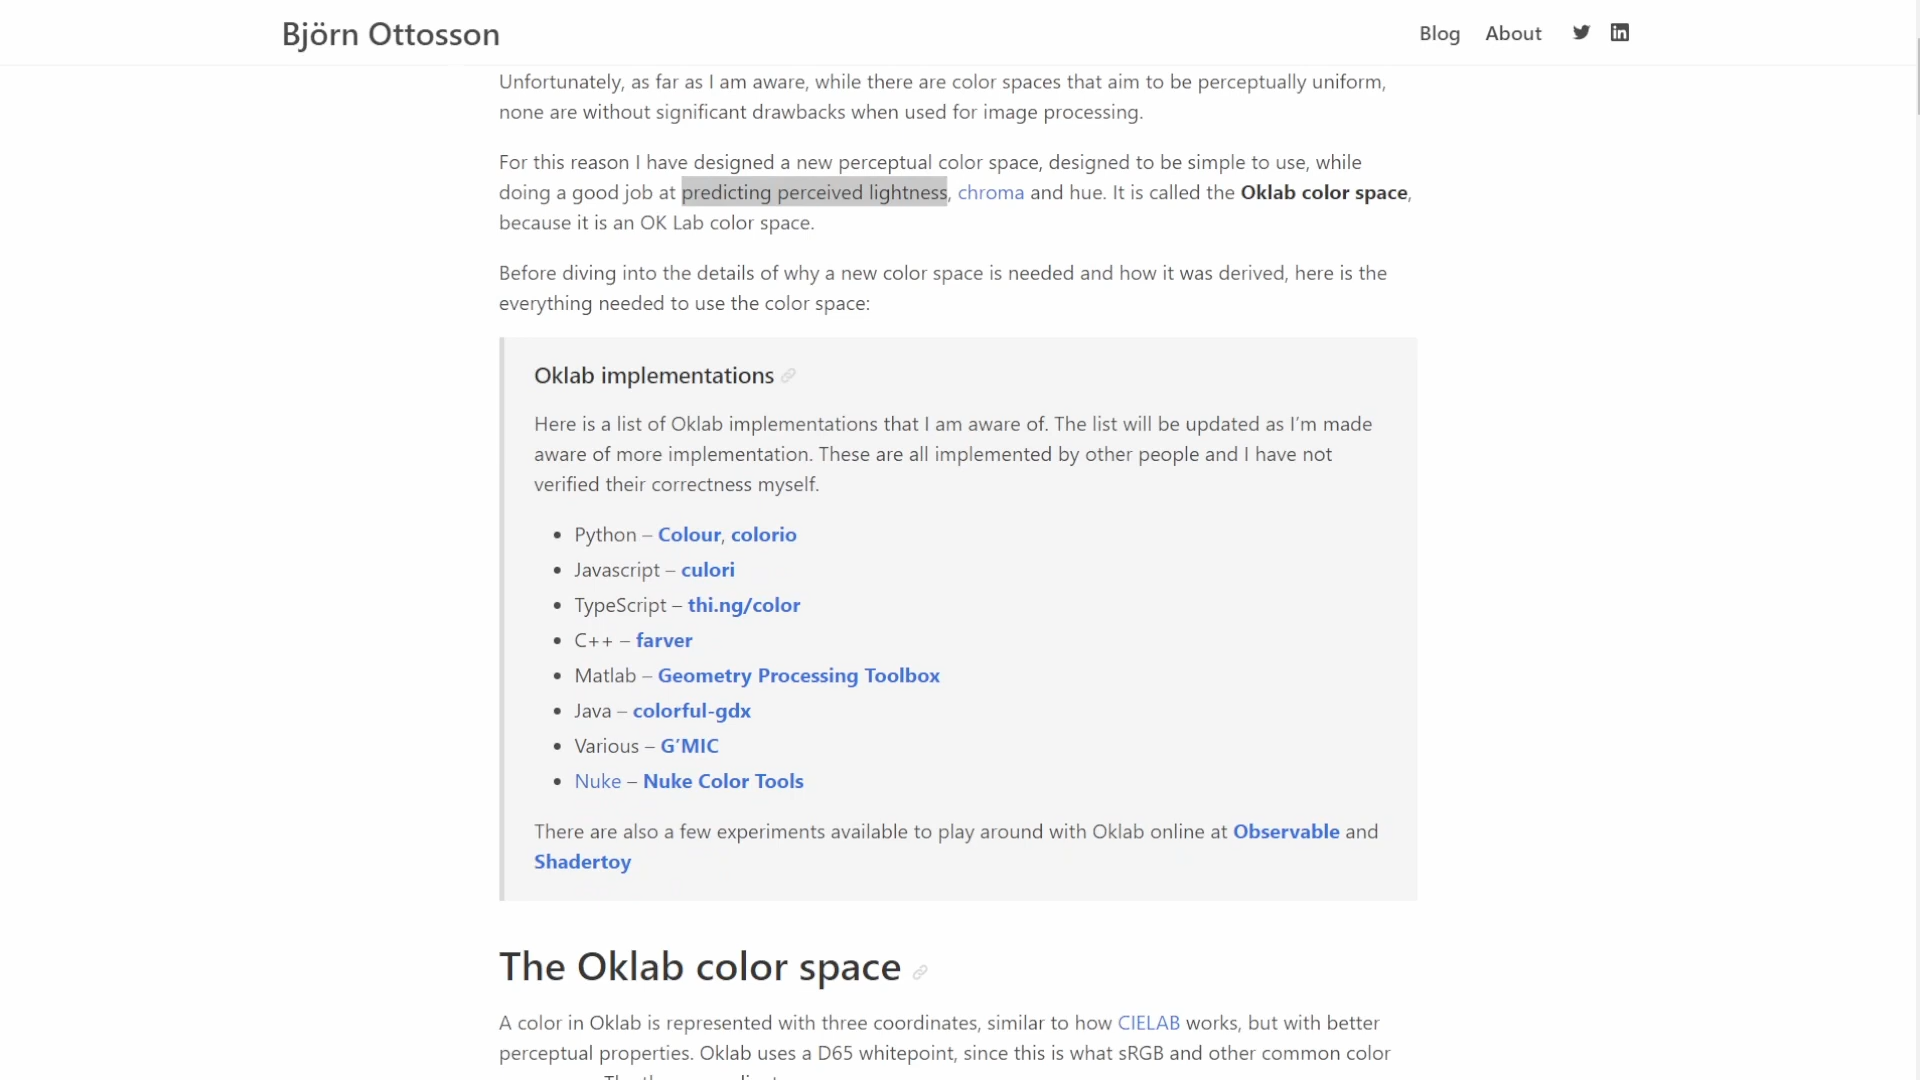 Björn Ottosson
Blog About
Unfortunately, as far as I am aware, while there are color spaces that aim to be perceptually uniform,
none are without significant drawbacks when used for image processing.
For this reason I have designed a new perceptual color space, designed to be simple to use, while
doing a good job at predicting perceived lightness, chroma and hue. It is called the Oklab color space,
because it is an OK Lab color space.
Before diving into the details of why a new color space is needed and how it was derived, here is the
everything needed to use the color space:
Oklab implementations
Here is a list of Oklab implementations that I am aware of. The list will be updated as I’m made
aware of more implementation. These are all implemented by other people and I have not
verified their correctness myself.
• Python – Colour, colorio
• Javascript – culori
• TypeScript – thi.ng/color
• C++ – farver
• Matlab – Geometry Processing Toolbox
• Java – colorful-gdx
• Various – G’MIC
• Nuke – Nuke Color Tools
There are also a few experiments available to play around with Oklab online at Observable and
Shadertoy
The Oklab color space
A color in Oklab is represented with three coordinates, similar to how CIELAB works, but with better
perceptual properties. Oklab uses a D65 whitepoint, since this is what sRGB and other common color